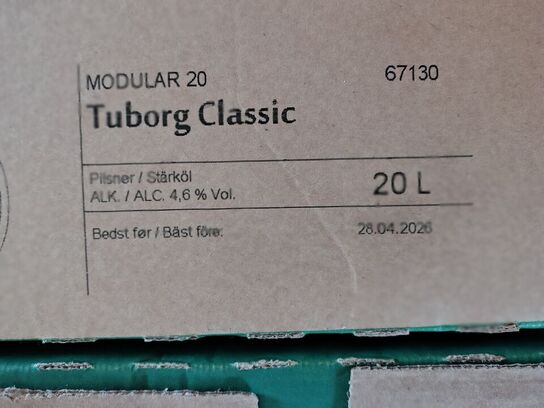 MODULAR 20 67130
Tuborg Classic
Pilsner / Stärköl
ALK. / ALC. 4,6 % Vol. 20 L
Bedst før / Bäst före: 28.04.2026